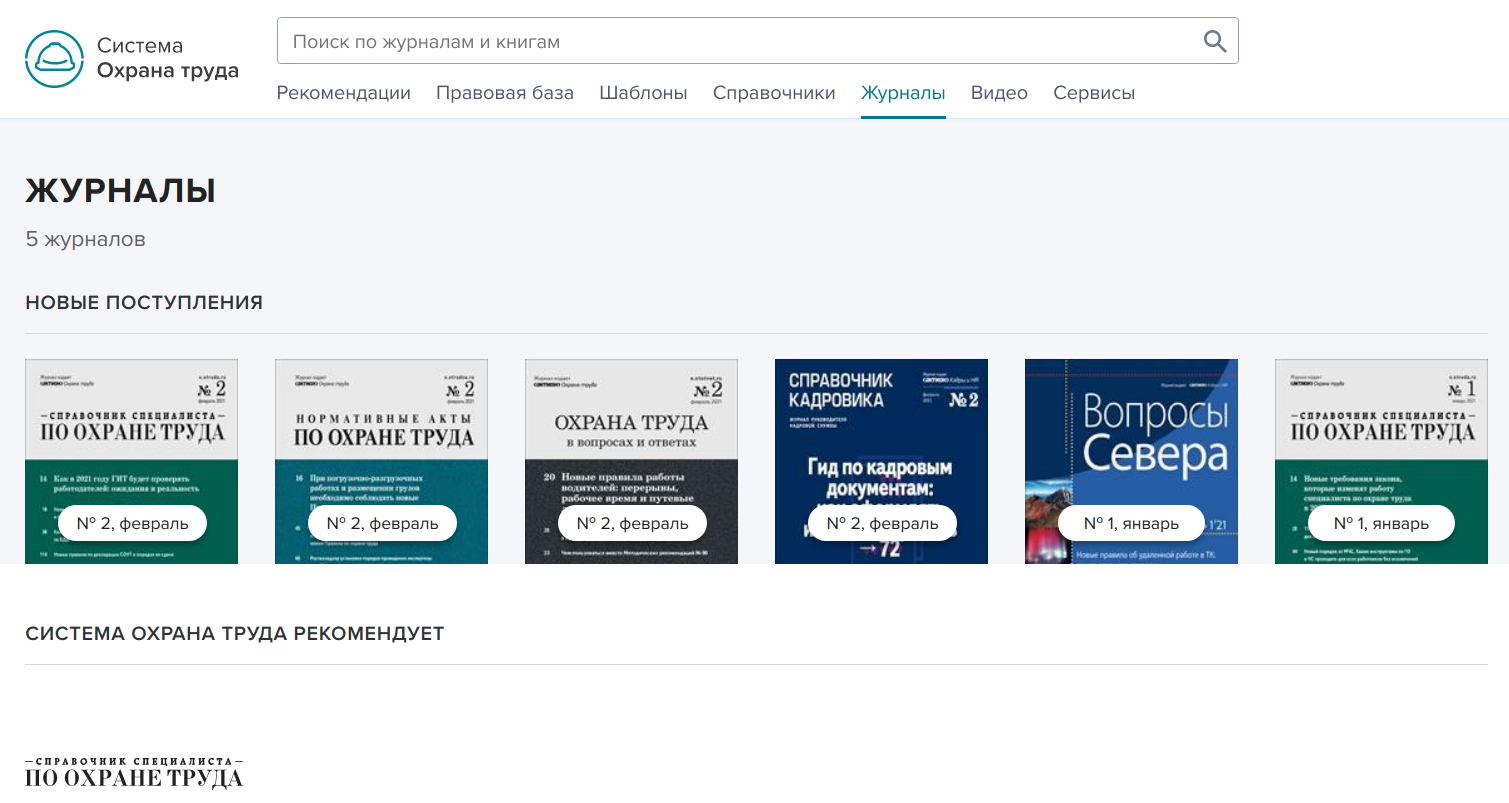 Система
Охрана труда
Поиск по журналам и книгам
Рекомендации Правовая база Шаблоны Справочники Журналы Видео Сервисы
ЖУРНАЛЫ
5 журналов
НОВЫЕ ПОСТУПЛЕНИЯ
№ 2
СПРАВОЧНИК СПЕЦИАЛИСТА
ПО ОХРАНЕ ТРУДА
14 Как в 2021 году ГИТ будет проверять
работодателей: ожидания и реальность
№ 2, февраль
№ 2
НОРМАТИВНЫЕ АКТЫ
ПО ОХРАНЕ ТРУДА
16 При погрузочно-разгрузочных
работах и размещении грузов
необходимо соблюдать новые
№ 2, февраль
№2
ОХРАНА ТРУДА
в вопросах и ответах
20 Новые правила работы
водителей: перерывы,
рабочее время и путевые
№ 2, февраль
СПРАВОЧНИК
КАДРОВИКА
№2
ЖУРНАЛ РУКОВОДИТЕЛЯ
КАДРОВОЙ СЛУЖБЫ
Гид по кадровым
документам:
№ 2, февраль
→ 72
Вопросы
Севера
№ 1, январь
1'21
Новые правила об удаленной работе в ТК:
№ 1
СПРАВОЧНИК СПЕЦИАЛИСТА
ПО ОХРАНЕ ТРУДА
14 Новые требования закона,
которые изменят работу
специалиста по охране труда
№ 1, январь
СИСТЕМА ОХРАНА ТРУДА РЕКОМЕНДУЕТ
СПРАВОЧНИК СПЕЦИАЛИСТА
ПО ОХРАНЕ ТРУДА